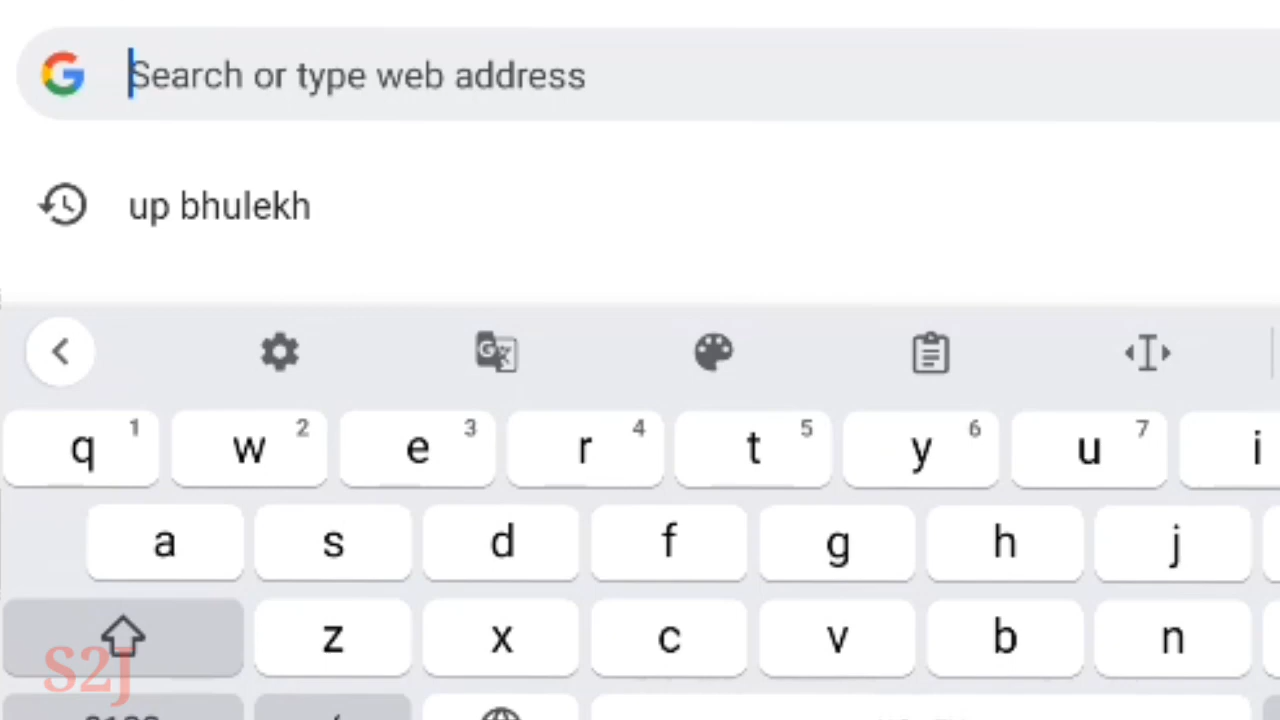 Search or type web address
up bhulekh
q 1 w 2 e 3 r 4 t 5 y 6 u 7 i
a s d f g h j
z x c v b n
S2J